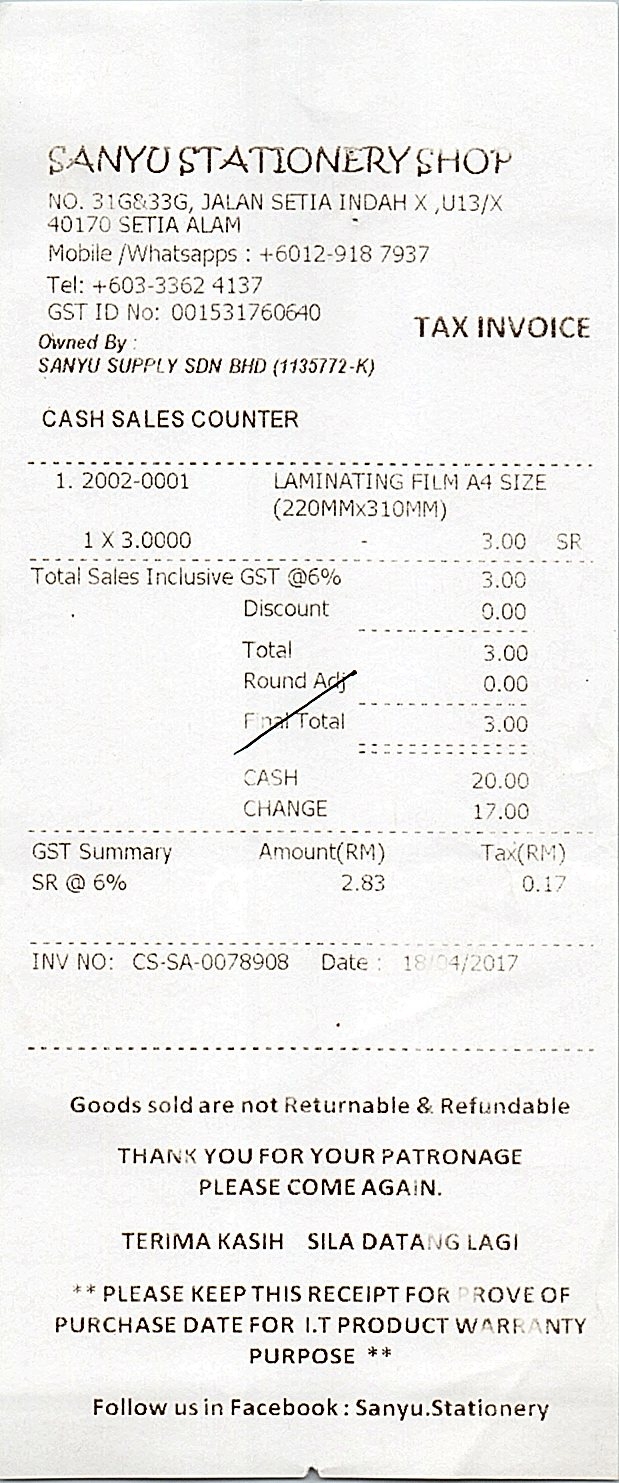 SANYU STATIONERY SHOP
NO. 31G&33G, JALAN SETIA INDAH X ,U13/X
40170 SETIA ALAM
Mobile /Whatsapps : +6012-918 7937
Tel: +603-3362 4137
GST ID No: 001531760640
TAX INVOICE
Owned By :
SANYU SUPPLY SDN BHD (1135772-K)
CASH SALES COUNTER
1. 2002-0001 LAMINATING FILM A4 SIZE
(220MMx310MM)
1 X 3.0000 - 3.00 SR
Total Sales Inclusive GST @6% 3.00
Discount 0.00
Total 3.00
Round Adj 0.00
Final Total 3.00
CASH 20.00
CHANGE 17.00
GST Summary Amount(RM) Tax(RM)
SR @ 6% 2.83 0.17
INV NO: CS-SA-0078908 Date : 18/04/2017
Goods sold are not Returnable & Refundable
THANK YOU FOR YOUR PATRONAGE
PLEASE COME AGAIN.
TERIMA KASIH SILA DATANG LAGI
** PLEASE KEEP THIS RECEIPT FOR PROVE OF
PURCHASE DATE FOR I.T PRODUCT WARRANTY
PURPOSE **
Follow us in Facebook : Sanyu.Stationery